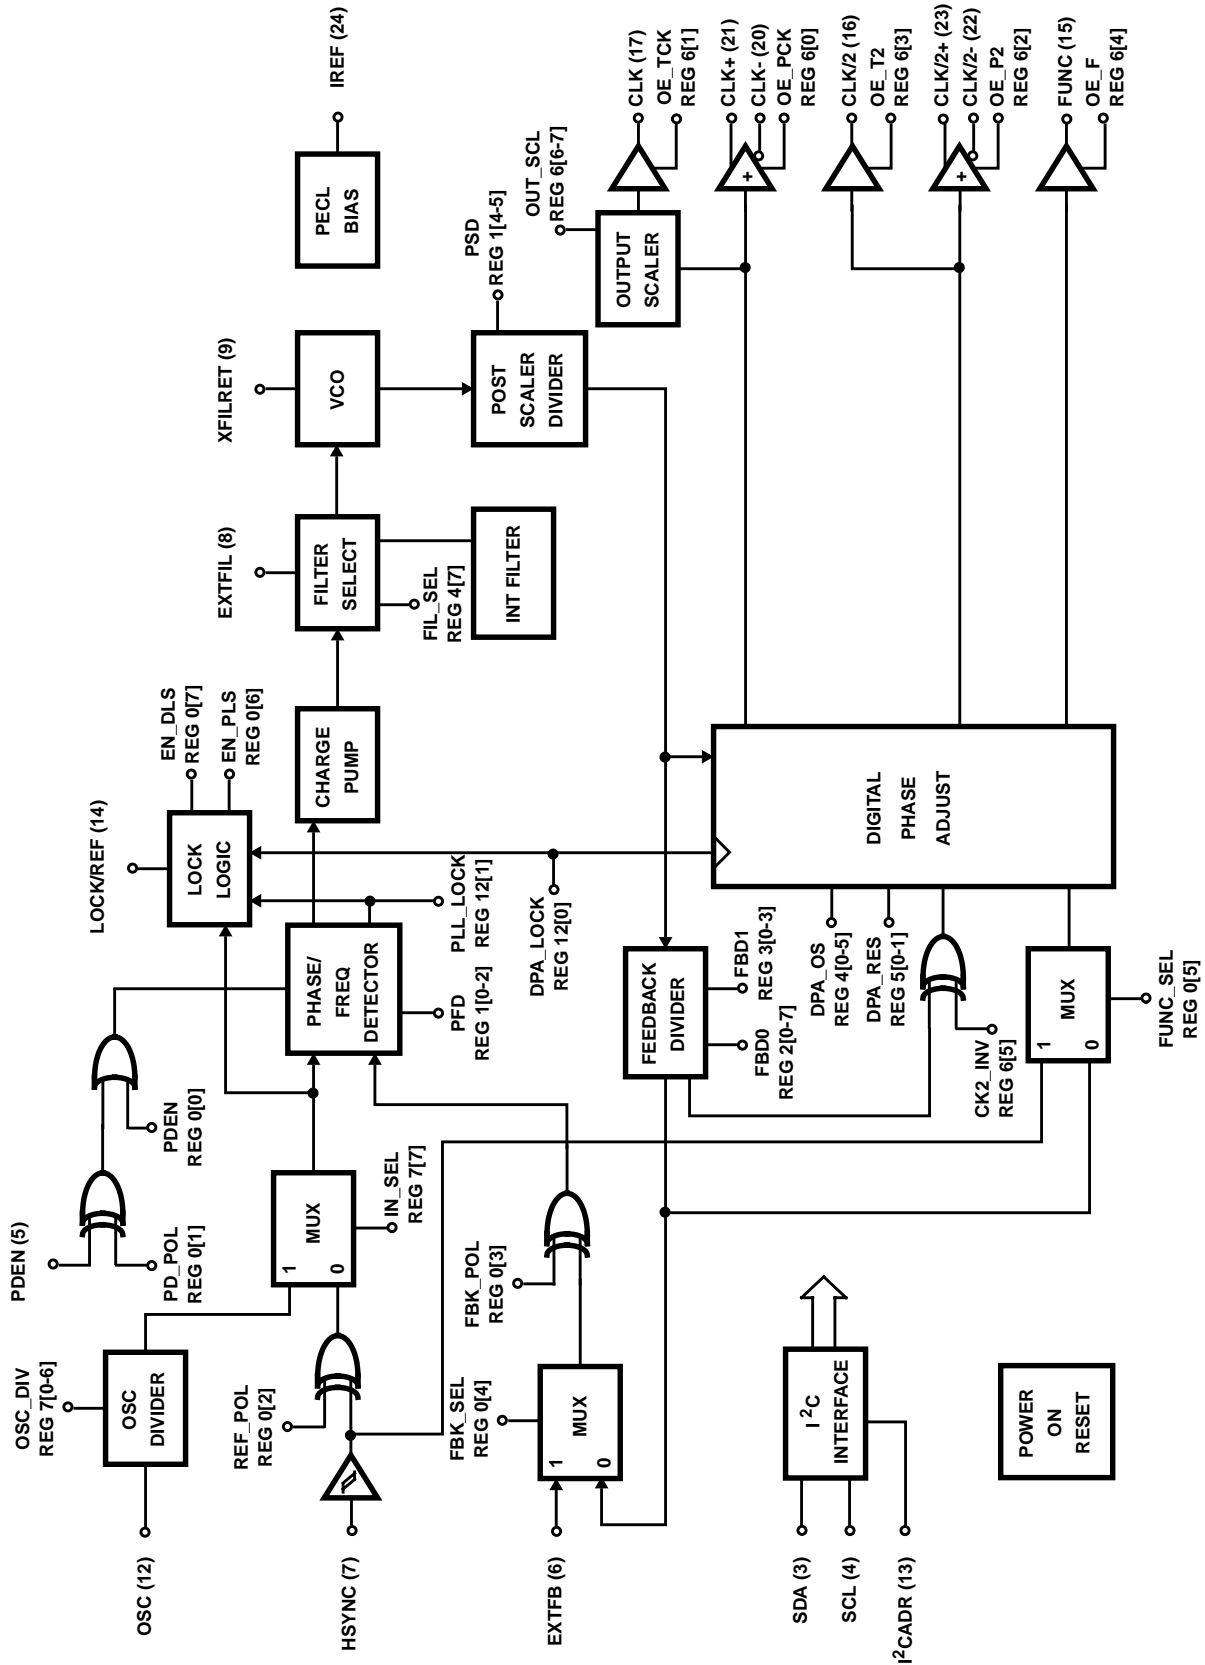 OSC (12)
OSC_DIV
REG 7[0-6]
OSC
DIVIDER
PDEN (5)
PD_POL
REG 0[1]
PDEN
REG 0[0]
HSYNC (7)
REF_POL
REG 0[2]
MUX
1
0
IN_SEL
REG 7[7]
LOCK/REF (14)
LOCK
LOGIC
EN_DLS
REG 0[7]
EN_PLS
REG 0[6]
PHASE/
FREQ
DETECTOR
PFD
REG 1[0-2]
PLL_LOCK
REG 12[1]
DPA_LOCK
REG 12[0]
CHARGE
PUMP
EXTFIL (8)
FILTER
SELECT
FIL_SEL
REG 4[7]
INT FILTER
XFILRET (9)
VCO
POST
SCALER
DIVIDER
PSD
REG 1[4-5]
PECL
BIAS
IREF (24)
EXTFB (6)
FBK_SEL
REG 0[4]
MUX
1
0
FBK_POL
REG 0[3]
FEEDBACK
DIVIDER
FBD0
REG 2[0-7]
FBD1
REG 3[0-3]
DPA_OS
REG 4[0-5]
DPA_RES
REG 5[0-1]
CK2_INV
REG 6[5]
MUX
1
0
FUNC_SEL
REG 0[5]
DIGITAL
PHASE
ADJUST
OUTPUT
SCALER
OUT_SCL
REG 6[6-7]
CLK (17)
OE_TCK
REG 6[1]
+
CLK+ (21)
CLK- (20)
OE_PCK
REG 6[0]
CLK/2 (16)
OE_T2
REG 6[3]
+
CLK/2+ (23)
CLK/2- (22)
OE_P2
REG 6[2]
FUNC (15)
OE_F
REG 6[4]
SDA (3)
SCL (4)
I²CADR (13)
I²C
INTERFACE
POWER
ON
RESET